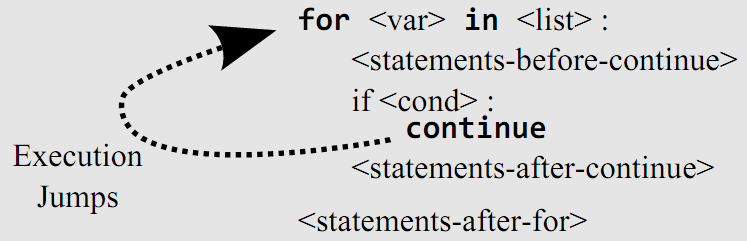 for <var> in <list> :
<statements-before-continue>
if <cond> :
continue
<statements-after-continue>
<statements-after-for>
Execution
Jumps